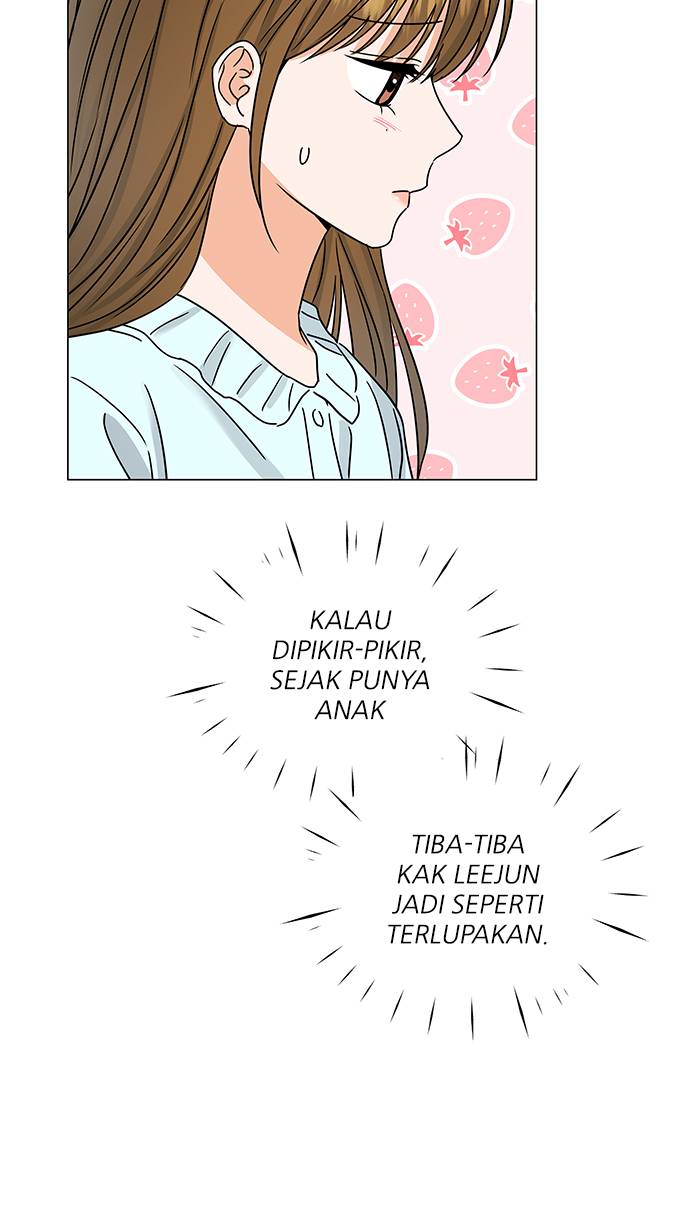 KALAU
DIPIKIR-PIKIR,
SEJAK PUNYA
ANAK
TIBA-TIBA
KAK LEEJUN
JADI SEPERTI
TERLUPAKAN.